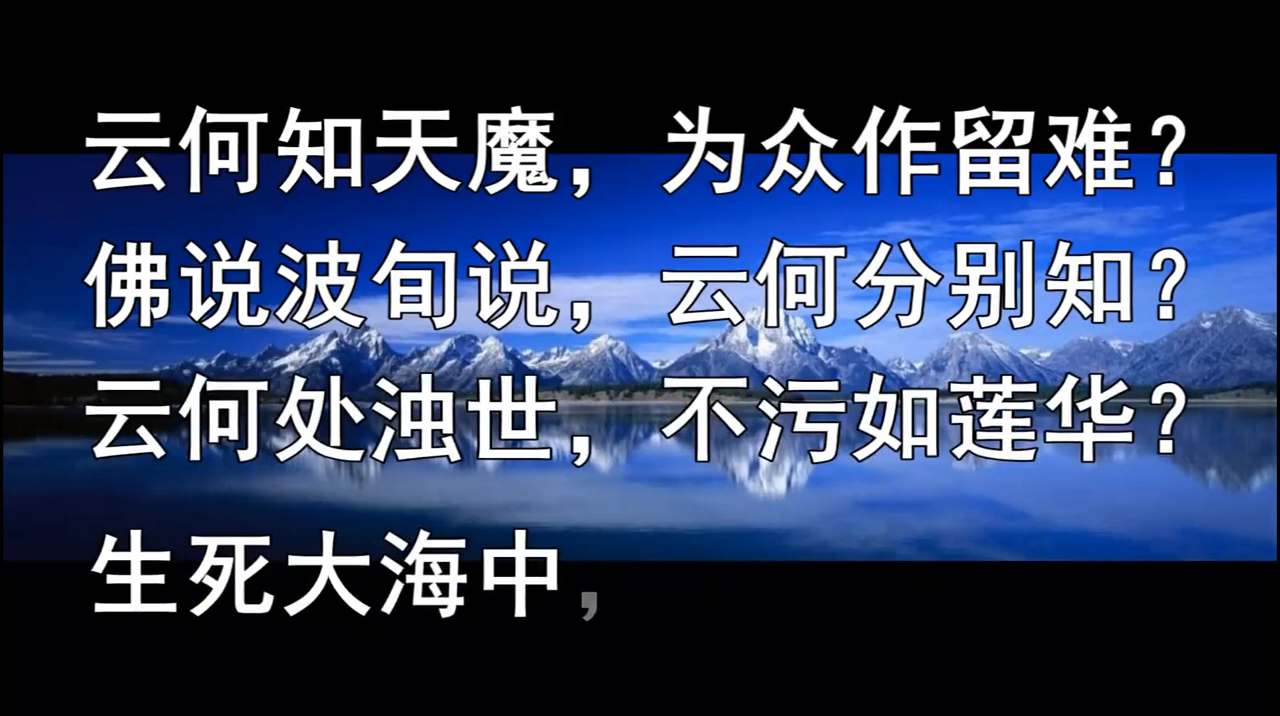 云何知天魔，为众作留难？
佛说波旬说，云何分别知？
云何处浊世，不污如莲华？
生死大海中，